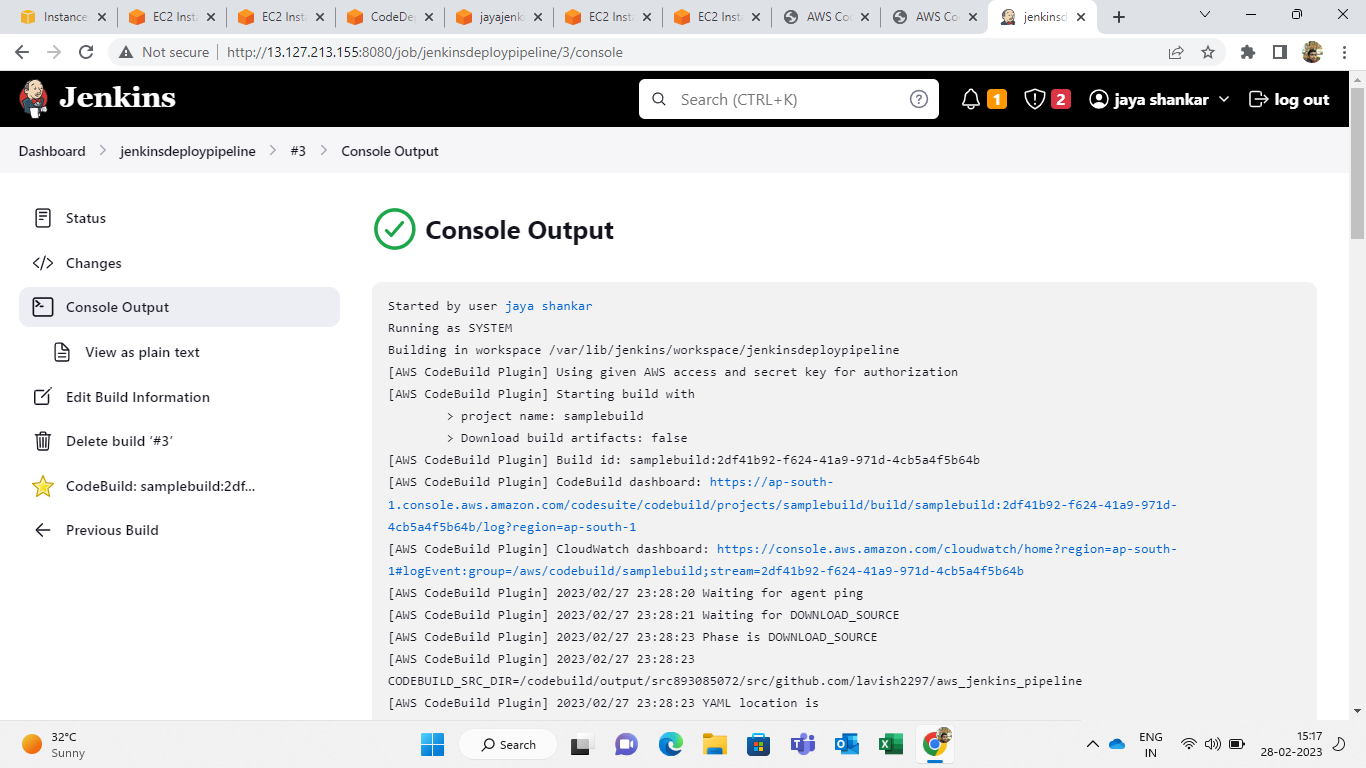 Instance
EC2 Insta
EC2 Insta
CodeDep
jayajenk
EC2 Insta
EC2 Insta
AWS Co
AWS Co
jenkinsd
Not secure
http://13.127.213.155:8080/job/jenkinsdeploypipeline/3/console
Jenkins
Search (CTRL+K)
?
1
2
jaya shankar
log out
Dashboard
jenkinsdeploypipeline
#3
Console Output
Status
Changes
Console Output
View as plain text
Edit Build Information
Delete build ‘#3’
CodeBuild: samplebuild:2df...
Previous Build
Console Output
Started by user jaya shankar
Running as SYSTEM
Building in workspace /var/lib/jenkins/workspace/jenkinsdeploypipeline
[AWS CodeBuild Plugin] Using given AWS access and secret key for authorization
[AWS CodeBuild Plugin] Starting build with
> project name: samplebuild
> Download build artifacts: false
[AWS CodeBuild Plugin] Build id: samplebuild:2df41b92-f624-41a9-971d-4cb5a4f5b64b
[AWS CodeBuild Plugin] CodeBuild dashboard: https://ap-south-
1.console.aws.amazon.com/codesuite/codebuild/projects/samplebuild/build/samplebuild:2df41b92-f624-41a9-971d-
4cb5a4f5b64b/log?region=ap-south-1
[AWS CodeBuild Plugin] CloudWatch dashboard: https://console.aws.amazon.com/cloudwatch/home?region=ap-south-
1#logEvent:group=/aws/codebuild/samplebuild;stream=2df41b92-f624-41a9-971d-4cb5a4f5b64b
[AWS CodeBuild Plugin] 2023/02/27 23:28:20 Waiting for agent ping
[AWS CodeBuild Plugin] 2023/02/27 23:28:21 Waiting for DOWNLOAD_SOURCE
[AWS CodeBuild Plugin] 2023/02/27 23:28:23 Phase is DOWNLOAD_SOURCE
[AWS CodeBuild Plugin] 2023/02/27 23:28:23
CODEBUILD_SRC_DIR=/codebuild/output/src893085072/src/github.com/lavish2297/aws_jenkins_pipeline
[AWS CodeBuild Plugin] 2023/02/27 23:28:23 YAML location is
32°C
Sunny
Search
ENG
IN
15:17
28-02-2023